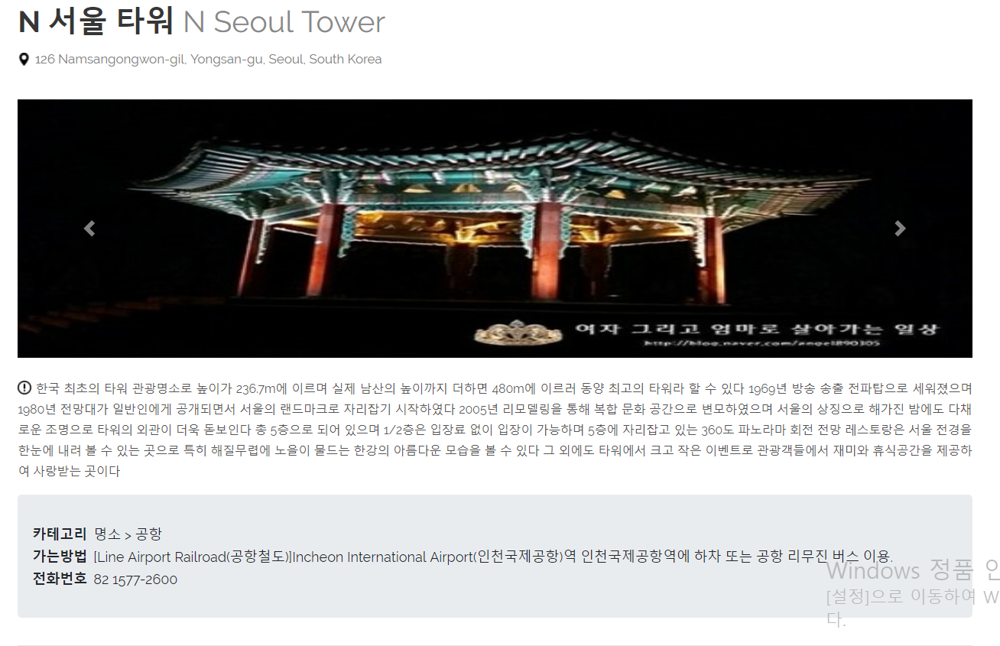 N 서울 타워 N Seoul Tower
126 Namsangongwon-gil, Yongsan-gu, Seoul, South Korea
여자 그리고 엄마로 살아가는 일상
http://blog.naver.com/angel890305
한국 최초의 타워 관광명소로 높이가 236.7m에 이르며 실제 남산의 높이까지 더하면 480m에 이르러 동양 최고의 타워라 할 수 있다 1969년 방송 송출 전파탑으로 세워졌으며
1980년 전망대가 일반인에게 공개되면서 서울의 랜드마크로 자리잡기 시작하였다 2005년 리모델링을 통해 복합 문화 공간으로 변모하였으며 서울의 상징으로 해가진 밤에도 다채
로운 조명으로 타워의 외관이 더욱 돋보인다 총 5층으로 되어 있으며 1/2층은 입장료 없이 입장이 가능하며 5층에 자리잡고 있는 360도 파노라마 회전 전망 레스토랑은 서울 전경을
한눈에 내려 볼 수 있는 곳으로 특히 해질무렵에 노을이 물드는 한강의 아름다운 모습을 볼 수 있다 그 외에도 타워에서 크고 작은 이벤트로 관광객들에서 재미와 휴식공간을 제공하
여 사랑받는 곳이다
카테고리 명소 > 공항
가는방법 [Line Airport Railroad(공항철도)]Incheon International Airport(인천국제공항)역 인천국제공항역에 하차 또는 공항 리무진 버스 이용.
전화번호 82 1577-2600
Windows 정품 인
[설정]으로 이동하여 W
다.